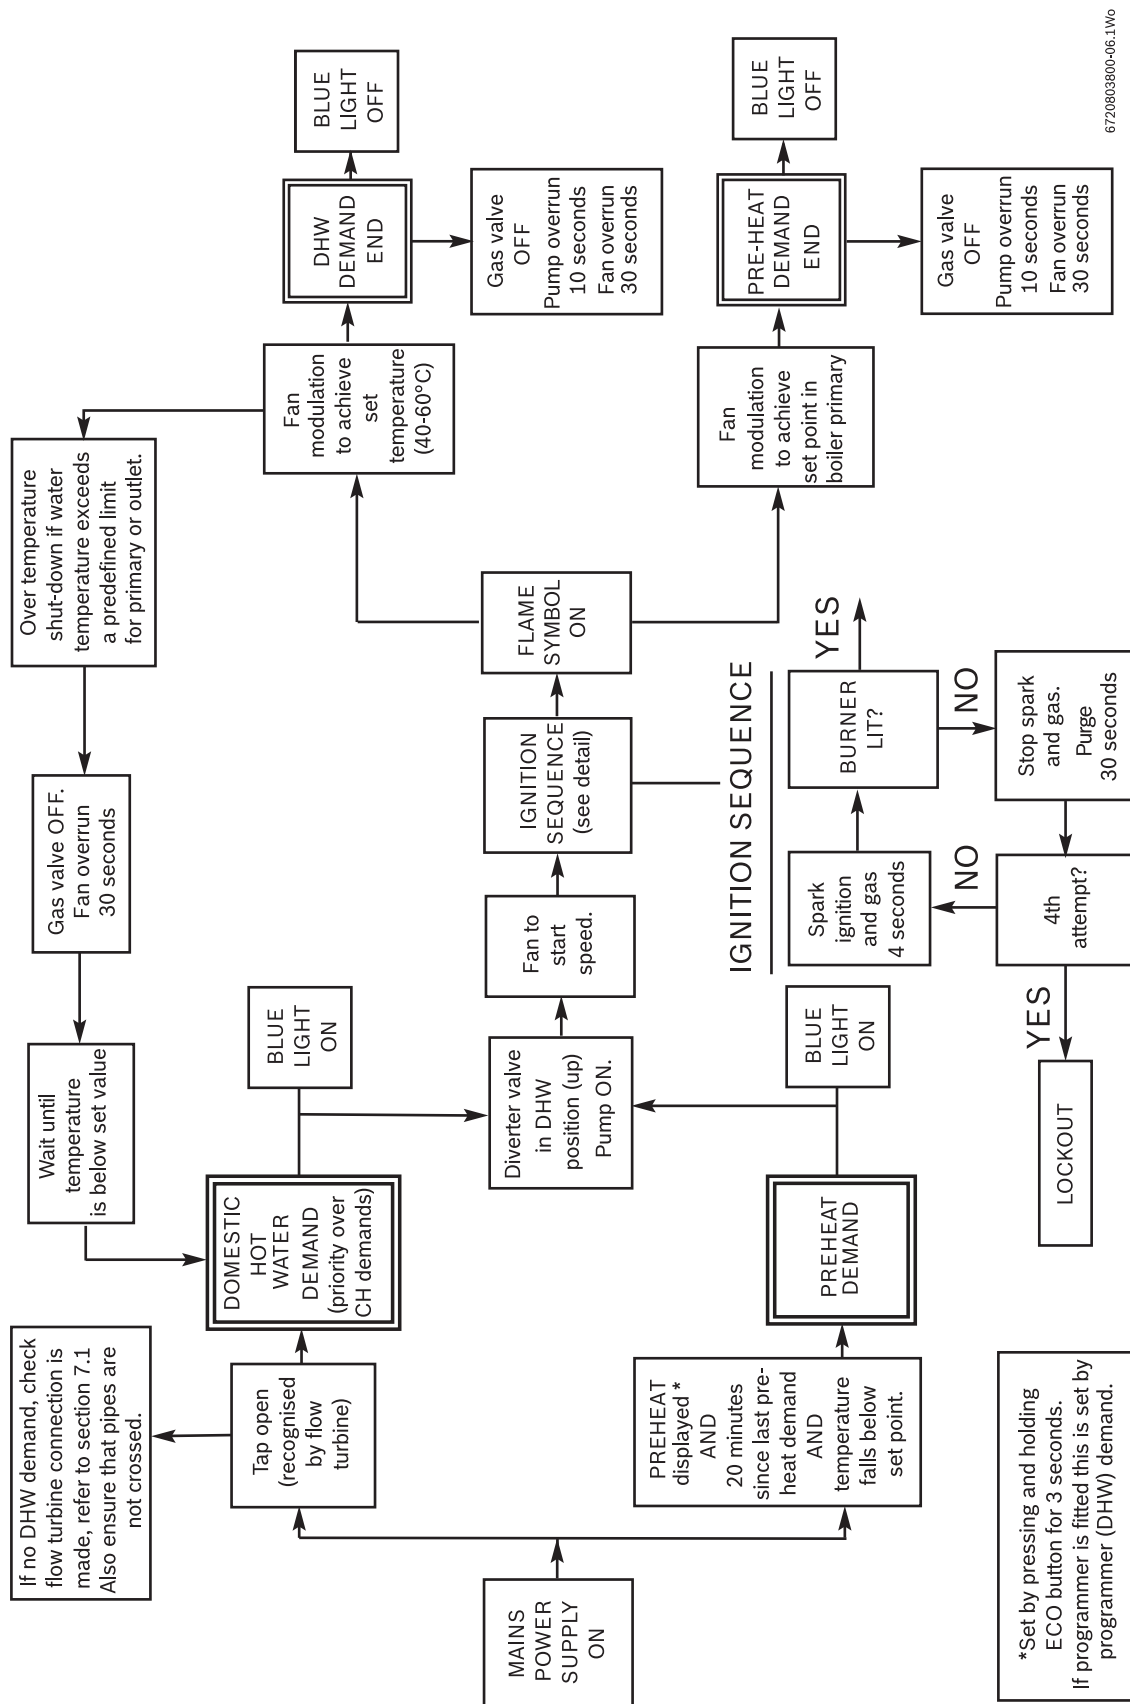 MAINS
POWER
SUPPLY
ON
If no DHW demand, check
flow turbine connection is
made, refer to section 7.1
Also ensure that pipes are
not crossed.
Tap open
(recognised
by flow
turbine)
PREHEAT
displayed *
AND
20 minutes
since last pre-
heat demand
AND
temperature
falls below
set point.
*Set by pressing and holding
ECO button for 3 seconds.
If programmer is fitted this is set by
programmer (DHW) demand.
DOMESTIC
HOT
WATER
DEMAND
(priority over
CH demands)
PREHEAT
DEMAND
BLUE
LIGHT
ON
BLUE
LIGHT
ON
Diverter valve
in DHW
position (up)
Pump ON.
Fan to
start
speed.
IGNITION
SEQUENCE
(see detail)
FLAME
SYMBOL
ON
Fan
modulation
to achieve
set
temperature
(40-60°C)
DHW
DEMAND
END
BLUE
LIGHT
OFF
Gas valve
OFF
Pump overrun
10 seconds
Fan overrun
30 seconds
Over temperature
shut-down if water
temperature exceeds
a predefined limit
for primary or outlet.
Gas valve OFF.
Fan overrun
30 seconds
Wait until
temperature
is below set value
Fan
modulation
to achieve
set point in
boiler primary
PRE-HEAT
DEMAND
END
BLUE
LIGHT
OFF
Gas valve
OFF
Pump overrun
10 seconds
Fan overrun
30 seconds
IGNITION SEQUENCE
Spark
ignition
and gas
4 seconds
BURNER
LIT?
YES
NO
Stop spark
and gas.
Purge
30 seconds
4th
attempt?
NO
YES
LOCKOUT
6720803800-06.1Wo